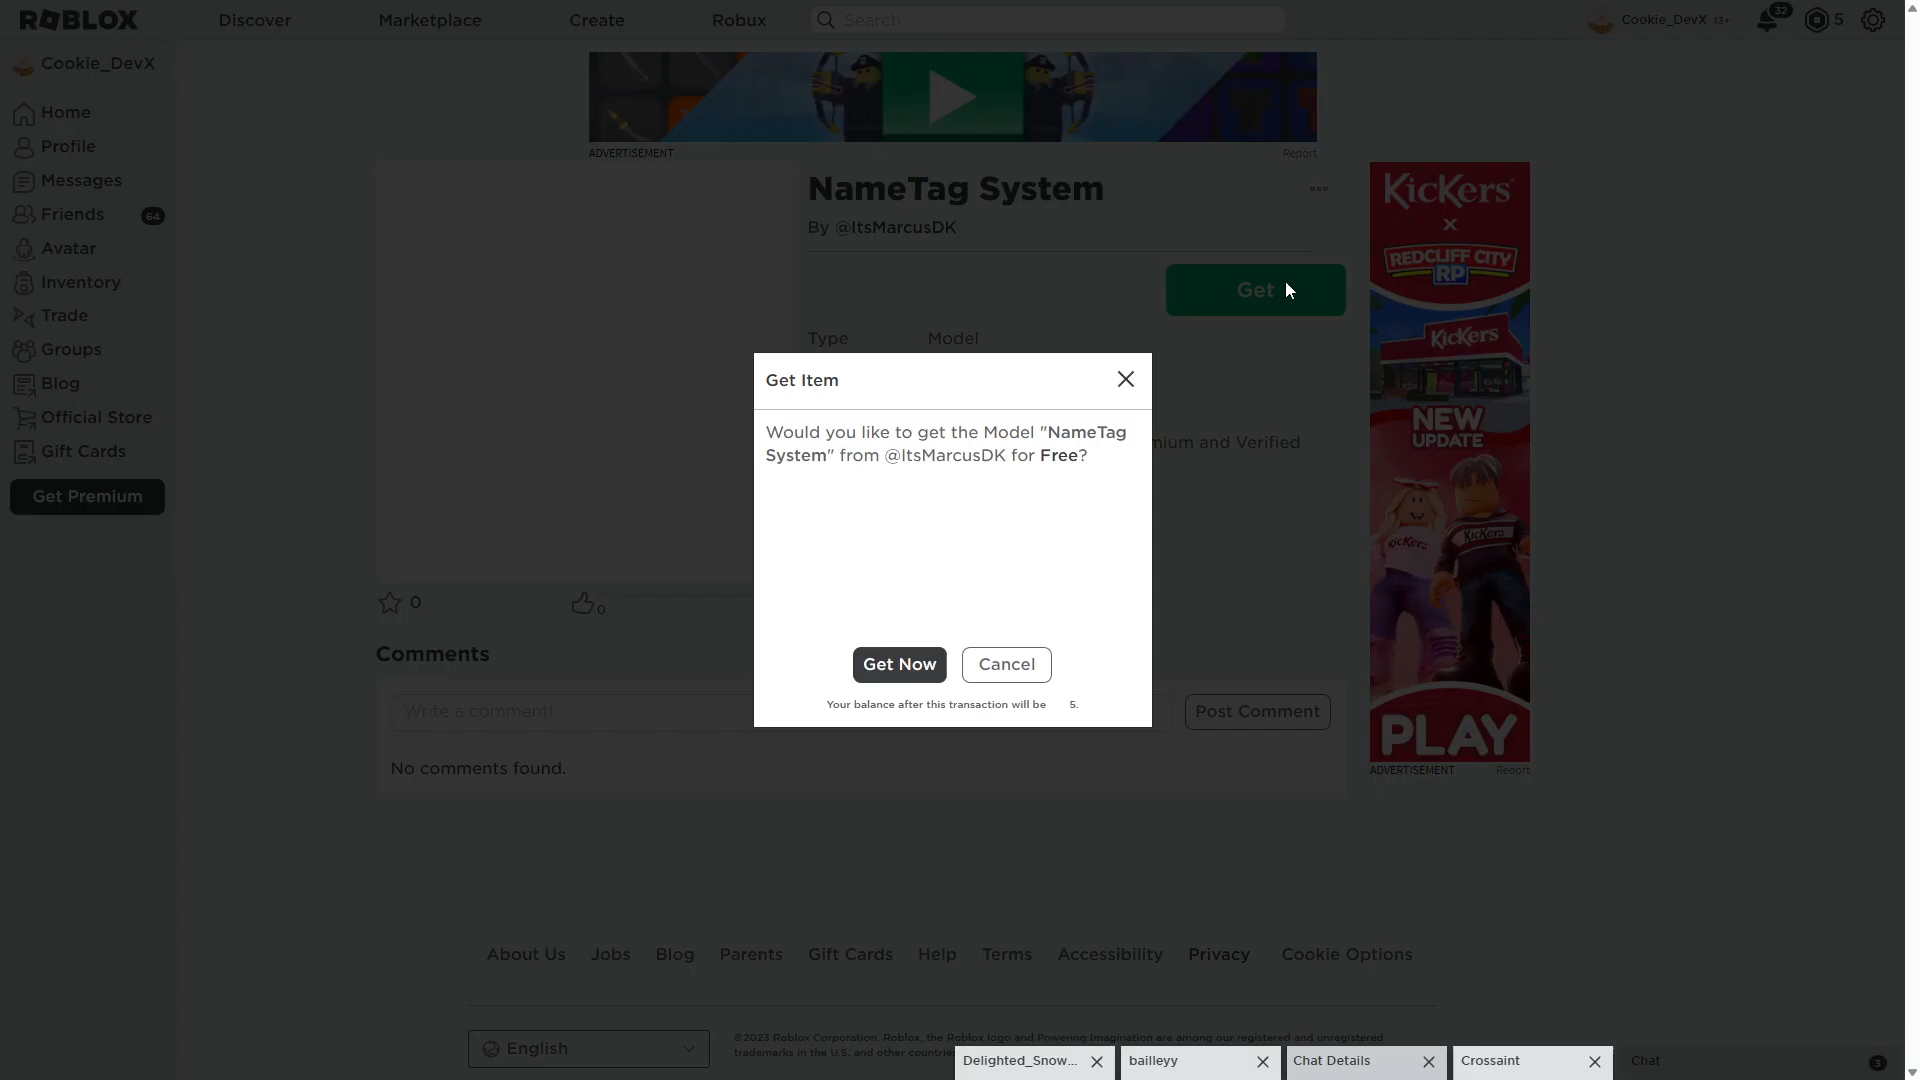 ROBLOX
Discover
Marketplace
Create
Robux
Search
Cookie_DevX 13+
32
5
Cookie_DevX
Home
Profile
Messages
Friends
64
Avatar
Inventory
Trade
Groups
Blog
Official Store
Gift Cards
Get Premium
ADVERTISEMENT
Report
NameTag System
By @ItsMarcusDK
Get
Type
Model
mium and Verified
Get Item
Would you like to get the Model "NameTag
System" from @ItsMarcusDK for Free?
Get Now
Cancel
Your balance after this transaction will be 5.
0
0
Comments
Write a comment!
Post Comment
No comments found.
KICKERS
X
REDCLIFF CITY
RP
KICKERS
NEW
UPDATE
KICKERS
KICKERS
PLAY
ADVERTISEMENT
Report
About Us
Jobs
Blog
Parents
Gift Cards
Help
Terms
Accessibility
Privacy
Cookie Options
English
©2023 Roblox Corporation. Roblox, the Roblox logo and Powering Imagination are among our registered and unregistered
trademarks in the U.S. and other countrie
Delighted_Snow...
bailleyy
Chat Details
Crossaint
Chat
3